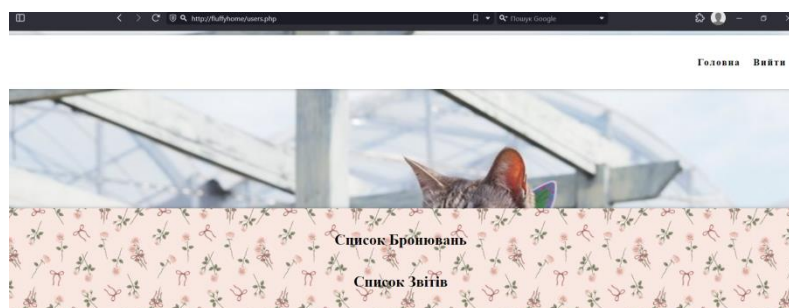 http://fluffyhome/users.php
Пошук Google
Головна Вийти
Список Бронювань
Список Звітів